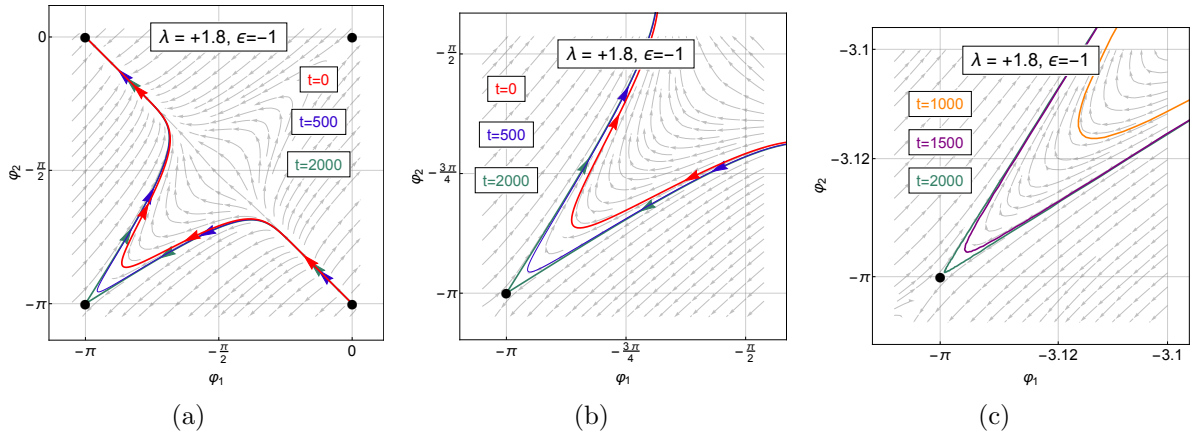 λ = +1.8, ϵ=−1
t=0
t=500
t=2000
0
−π/2
−π
φ₂
−π
−π/2
0
φ₁
(a)
λ = +1.8, ϵ=−1
t=0
t=500
t=2000
−π/2
−3π/4
−π
φ₂
−π
−3π/4
−π/2
φ₁
(b)
λ = +1.8, ϵ=−1
t=1000
t=1500
t=2000
−3.1
−3.12
−π
φ₂
−π
−3.12
−3.1
φ₁
(c)